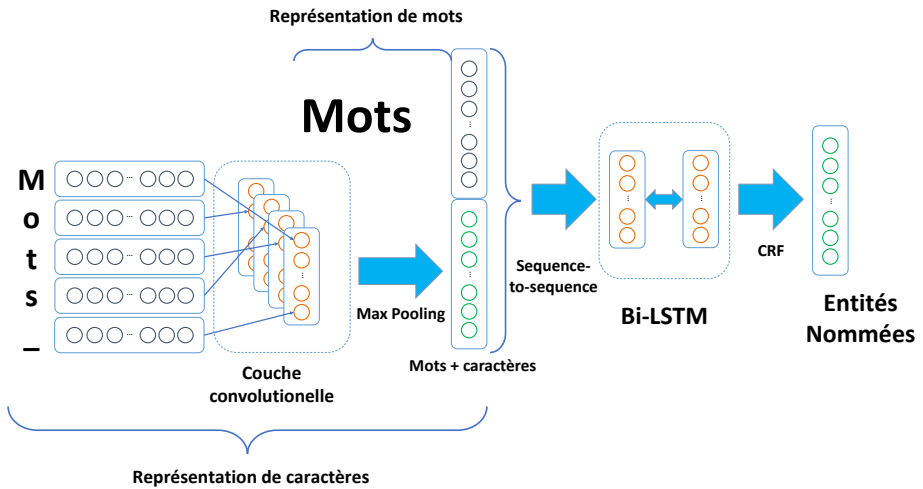 Représentation de mots
Mots
M
o
t
s
_
Max Pooling
Sequence-
to-sequence
CRF
Bi-LSTM
Entités
Nommées
Mots + caractères
Couche
convolutionelle
Représentation de caractères